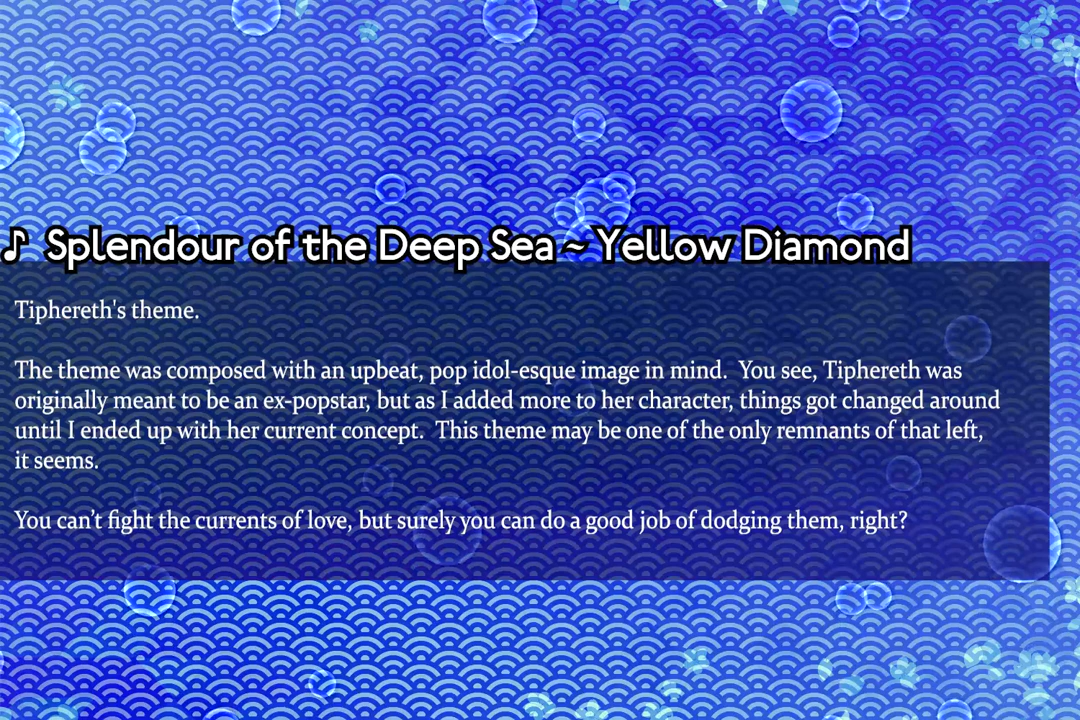 ♪ Splendour of the Deep Sea ~ Yellow Diamond
Tiphereth's theme.
The theme was composed with an upbeat, pop idol-esque image in mind.  You see, Tiphereth was
originally meant to be an ex-popstar, but as I added more to her character, things got changed around
until I ended up with her current concept.  This theme may be one of the only remnants of that left,
it seems.
You can’t fight the currents of love, but surely you can do a good job of dodging them, right?